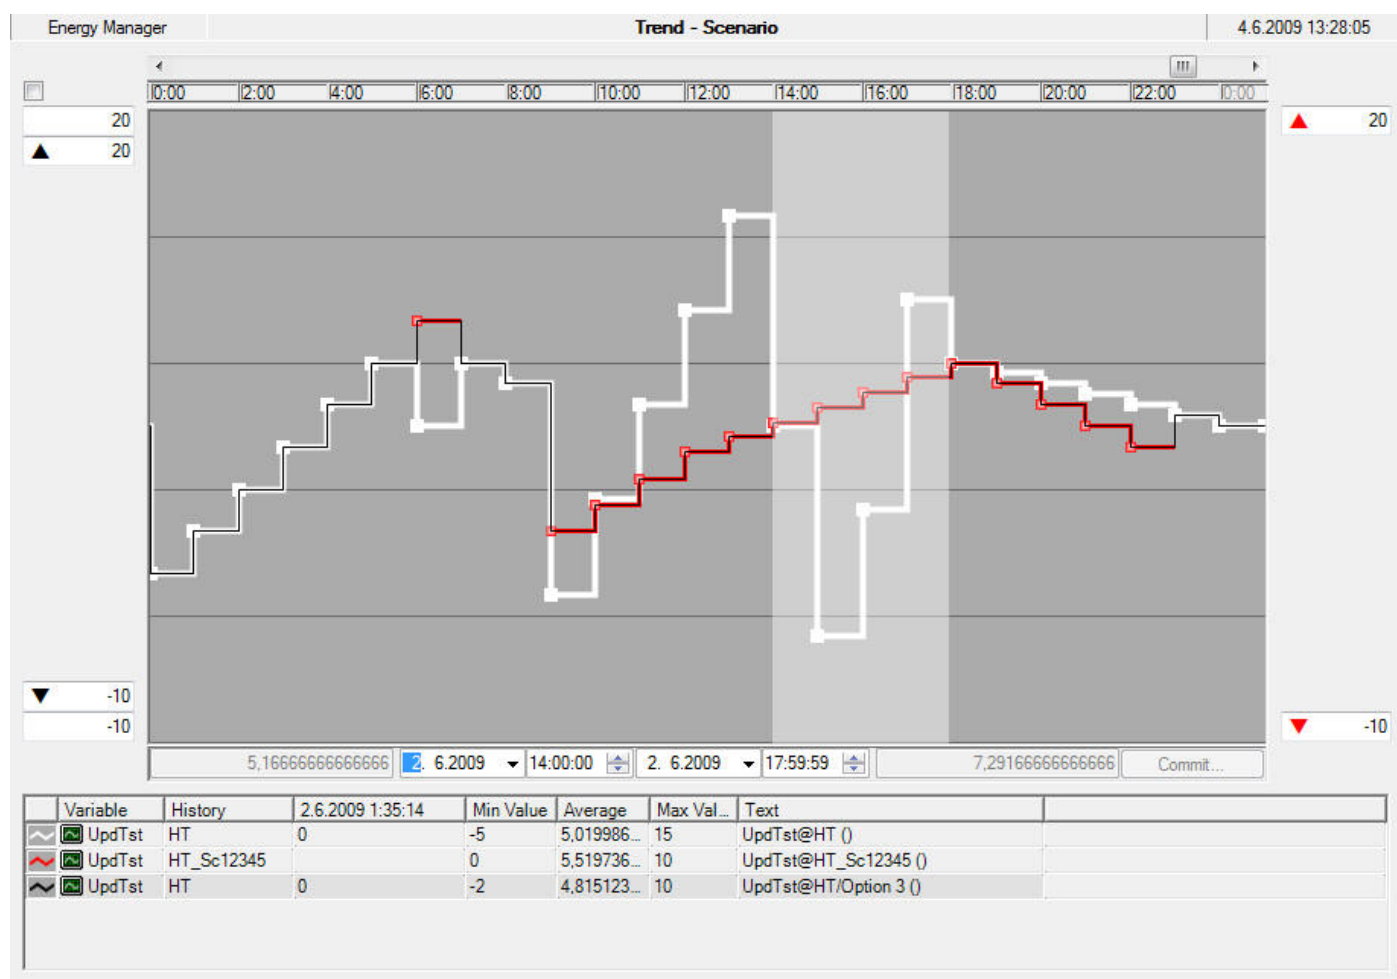 Energy Manager Trend - Scenario 4.6.2009 13:28:05
0:00 2:00 4:00 6:00 8:00 10:00 12:00 14:00 16:00 18:00 20:00 22:00 0:00
20 20
20
-10
-10 -10
5,16666666666666 2. 6.2009 14:00:00 2. 6.2009 17:59:59 7,29166666666666 Commit...
Variable History 2.6.2009 1:35:14 Min Value Average Max Val... Text
UpdTst HT 0 -5 5,019986... 15 UpdTst@HT ()
UpdTst HT_Sc12345 0 5,519736... 10 UpdTst@HT_Sc12345 ()
UpdTst HT 0 -2 4,815123... 10 UpdTst@HT/Option 3 ()